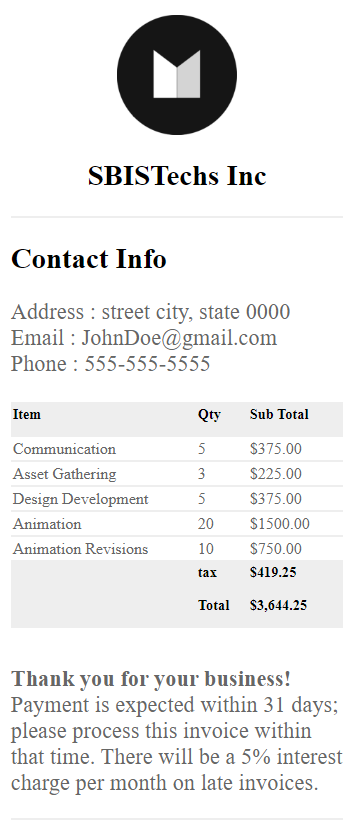 SBISTechs Inc
Contact Info
Address : street city, state 0000
Email : JohnDoe@gmail.com
Phone : 555-555-5555
Item Qty Sub Total
Communication 5 $375.00
Asset Gathering 3 $225.00
Design Development 5 $375.00
Animation 20 $1500.00
Animation Revisions 10 $750.00
tax $419.25
Total $3,644.25
Thank you for your business!
Payment is expected within 31 days;
please process this invoice within
that time. There will be a 5% interest
charge per month on late invoices.